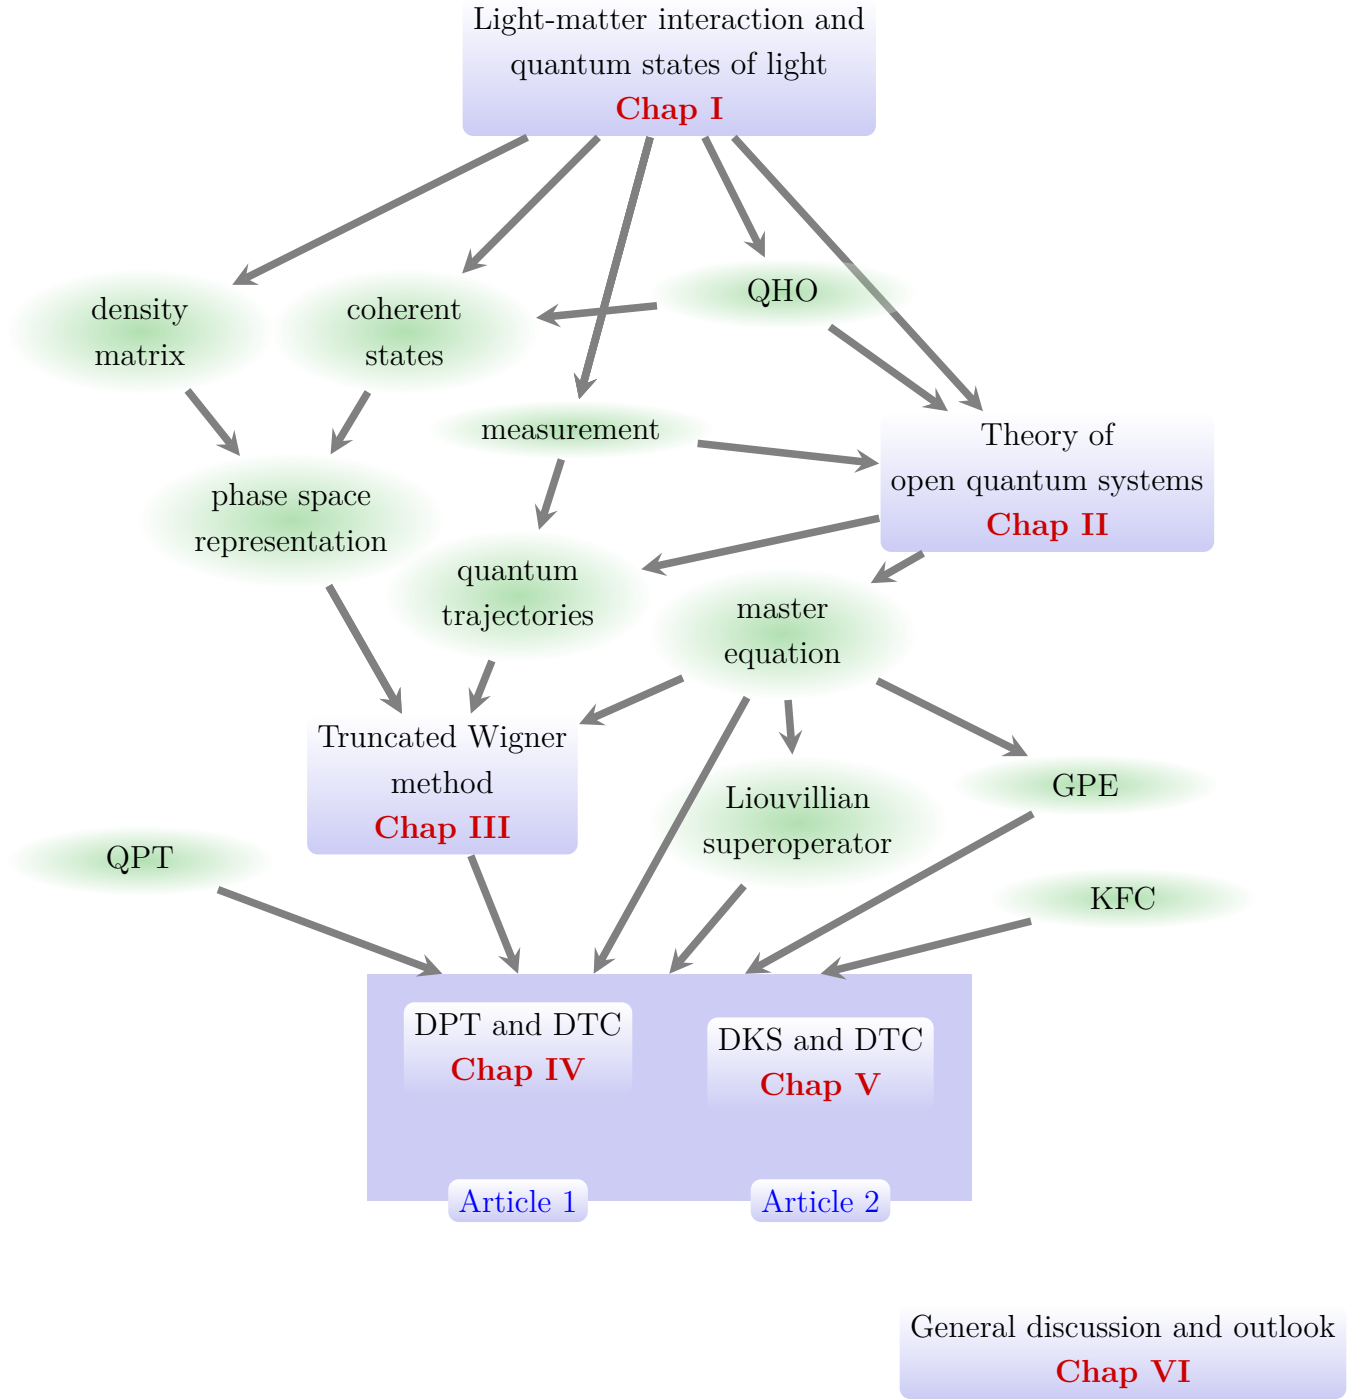 Light-matter interaction and
quantum states of light
Chap I
QHO
density
matrix
coherent
states
measurement
Theory of
open quantum systems
Chap II
phase space
representation
quantum
trajectories
master
equation
Truncated Wigner
method
Chap III
Liouvillian
superoperator
GPE
QPT
KFC
DPT and DTC
Chap IV
DKS and DTC
Chap V
Article 1
Article 2
General discussion and outlook
Chap VI